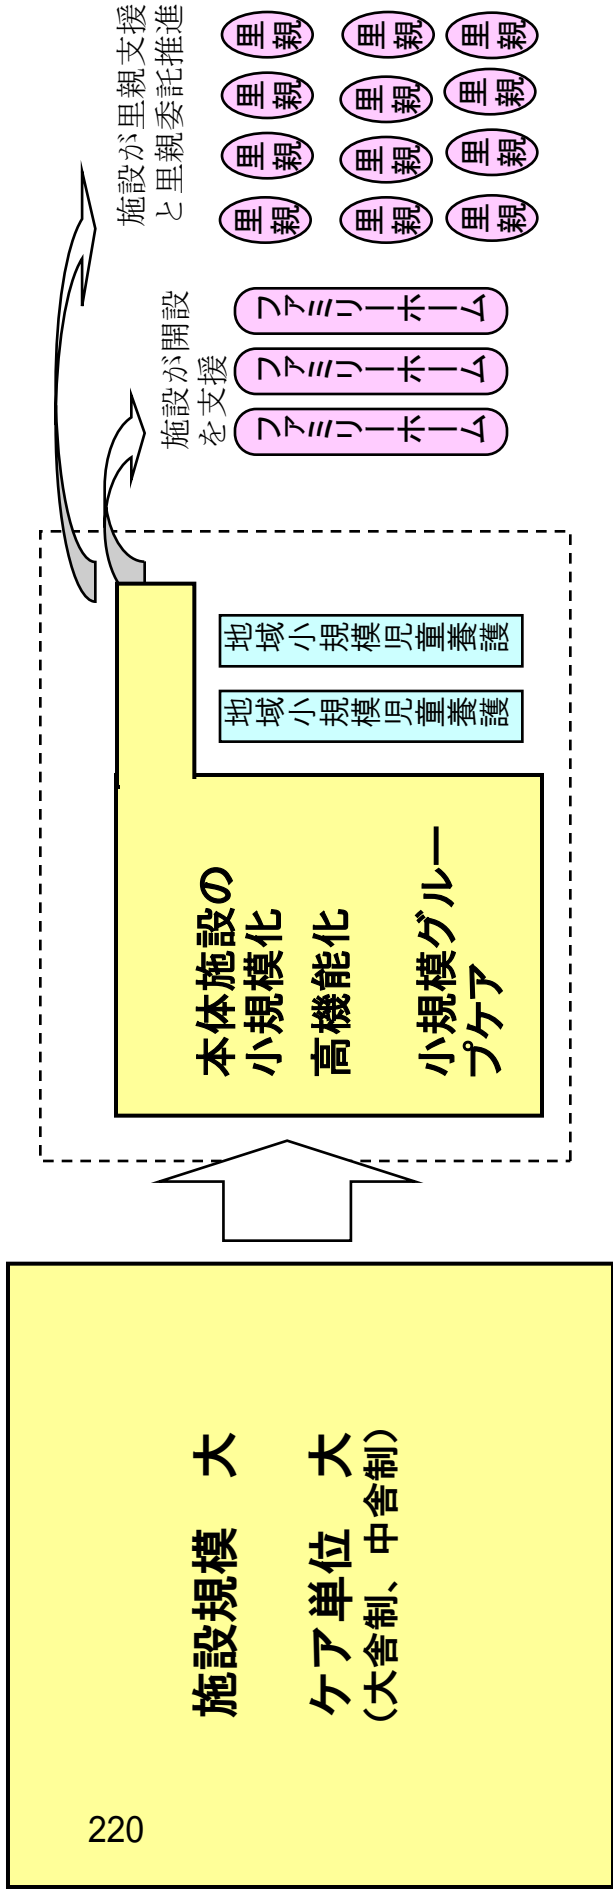 220
施設規模　大
ケア単位　大
（大舎制、中舎制）
本体施設の
小規模化
高機能化
小規模グルー
プケア
地域小規模児童養護
地域小規模児童養護
施設が開設
を支援
ファミリーホーム
ファミリーホーム
ファミリーホーム
施設が里親支援
と里親委託推進
里親
里親
里親
里親
里親
里親
里親
里親
里親
里親
里親
里親